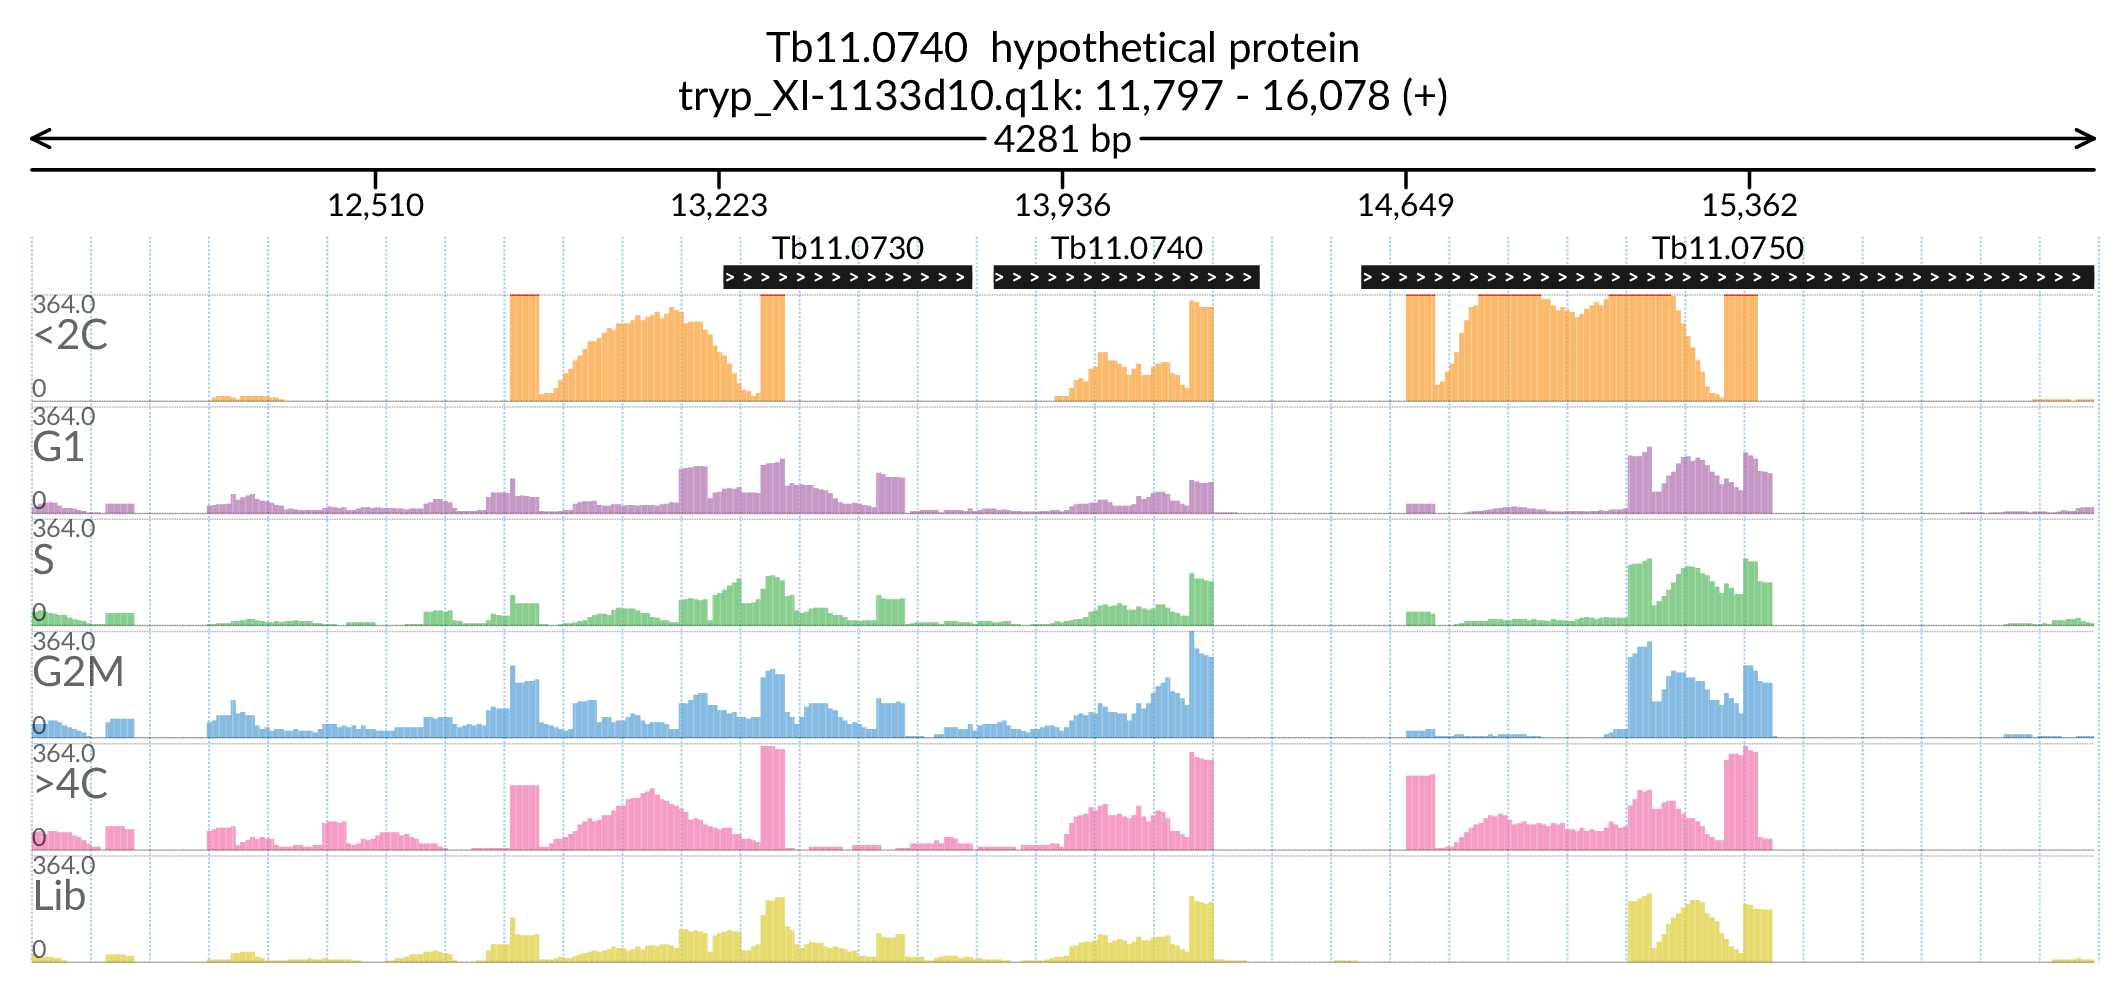 Tb11.0740 hypothetical protein
tryp_XI-1133d10.q1k: 11,797 - 16,078 (+)
4281 bp
12,510 13,223 13,936 14,649 15,362
Tb11.0730 Tb11.0740 Tb11.0750
364.0
<2C
0
364.0
G1
0
364.0
S
0
364.0
G2M
0
364.0
>4C
0
364.0
Lib
0